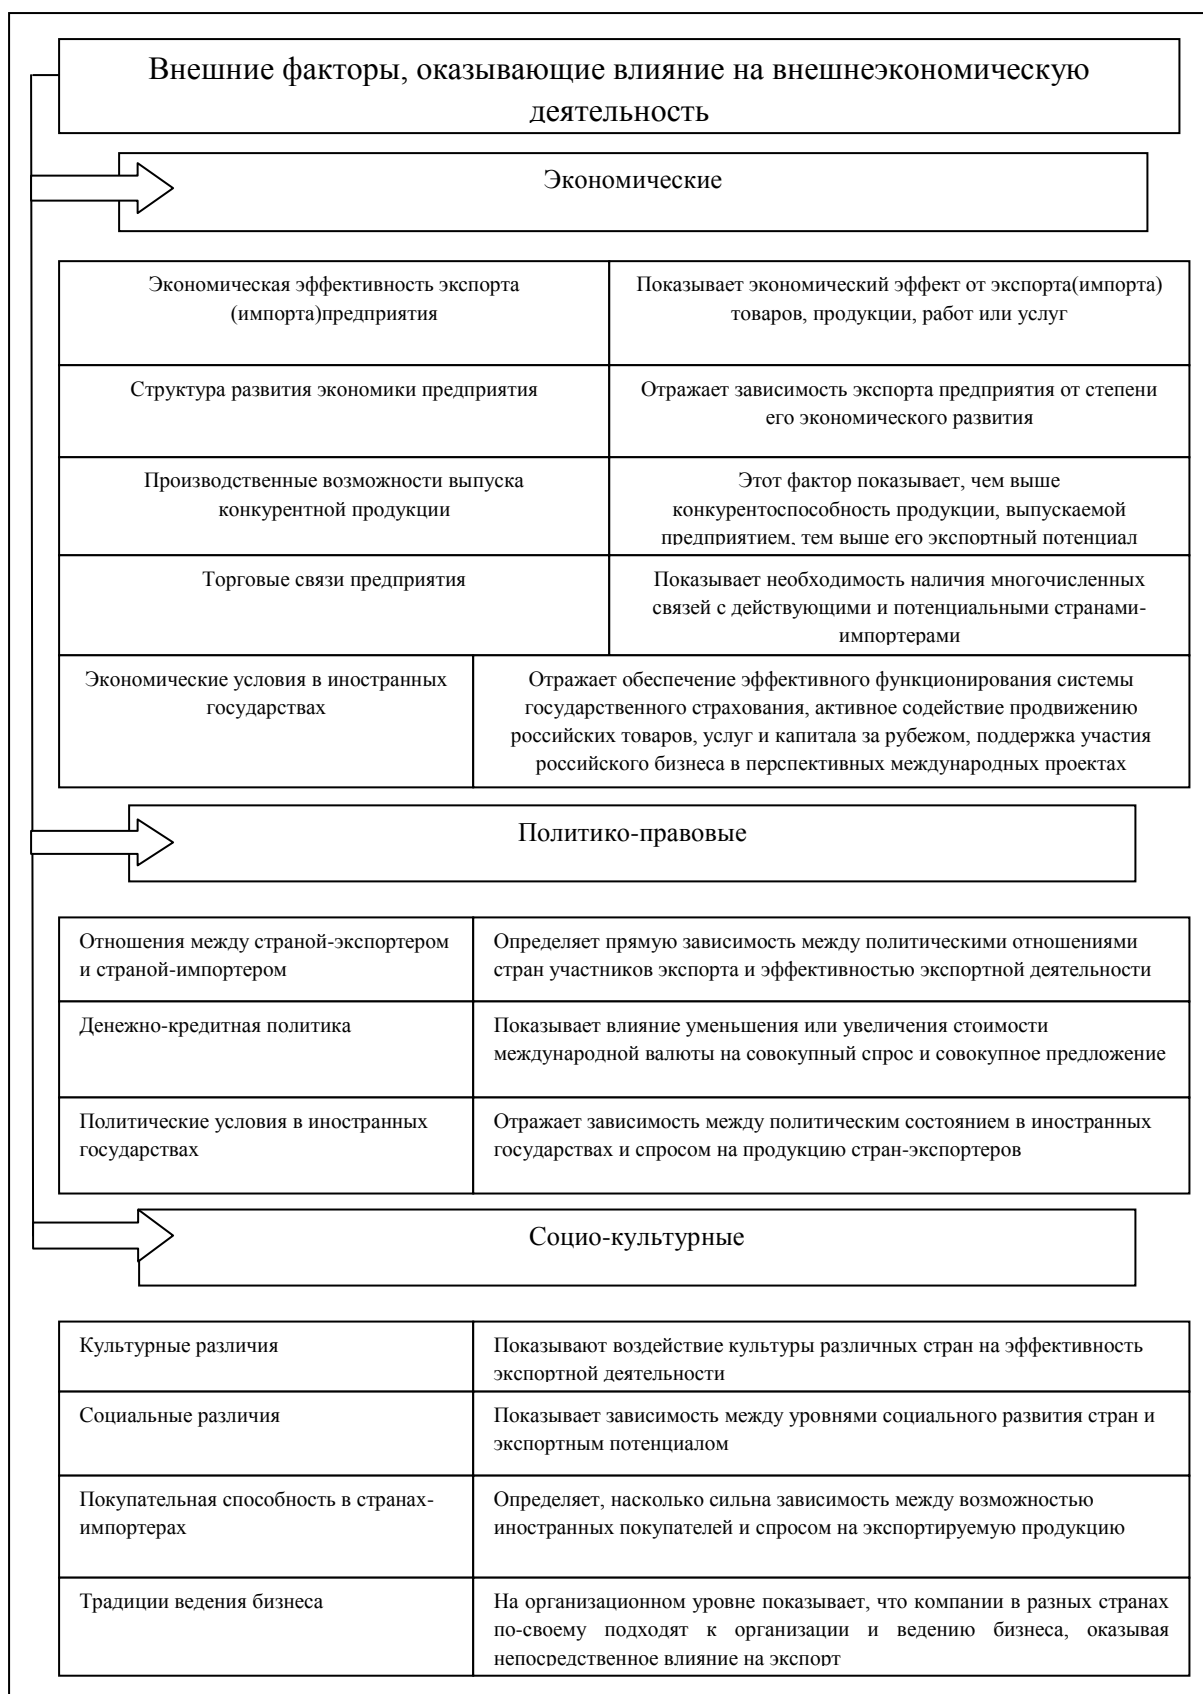 Внешние факторы, оказывающие влияние на внешнеэкономическую
деятельность
Экономические
Экономическая эффективность экспорта
(импорта)предприятия
Показывает экономический эффект от экспорта(импорта)
товаров, продукции, работ или услуг
Структура развития экономики предприятия
Отражает зависимость экспорта предприятия от степени
его экономического развития
Производственные возможности выпуска
конкурентной продукции
Этот фактор показывает, чем выше
конкурентоспособность продукции, выпускаемой
предприятием, тем выше его экспортный потенциал
Торговые связи предприятия
Показывает необходимость наличия многочисленных
связей с действующими и потенциальными странами-
импортерами
Экономические условия в иностранных
государствах
Отражает обеспечение эффективного функционирования системы
государственного страхования, активное содействие продвижению
российских товаров, услуг и капитала за рубежом, поддержка участия
российского бизнеса в перспективных международных проектах
Политико-правовые
Отношения между страной-экспортером
и страной-импортером
Определяет прямую зависимость между политическими отношениями
стран участников экспорта и эффективностью экспортной деятельности
Денежно-кредитная политика
Показывает влияние уменьшения или увеличения стоимости
международной валюты на совокупный спрос и совокупное предложение
Политические условия в иностранных
государствах
Отражает зависимость между политическим состоянием в иностранных
государствах и спросом на продукцию стран-экспортеров
Социо-культурные
Культурные различия
Показывают воздействие культуры различных стран на эффективность
экспортной деятельности
Социальные различия
Показывает зависимость между уровнями социального развития стран и
экспортным потенциалом
Покупательная способность в странах-
импортерах
Определяет, насколько сильна зависимость между возможностью
иностранных покупателей и спросом на экспортируемую продукцию
Традиции ведения бизнеса
На организационном уровне показывает, что компании в разных странах
по-своему подходят к организации и ведению бизнеса, оказывая
непосредственное влияние на экспорт